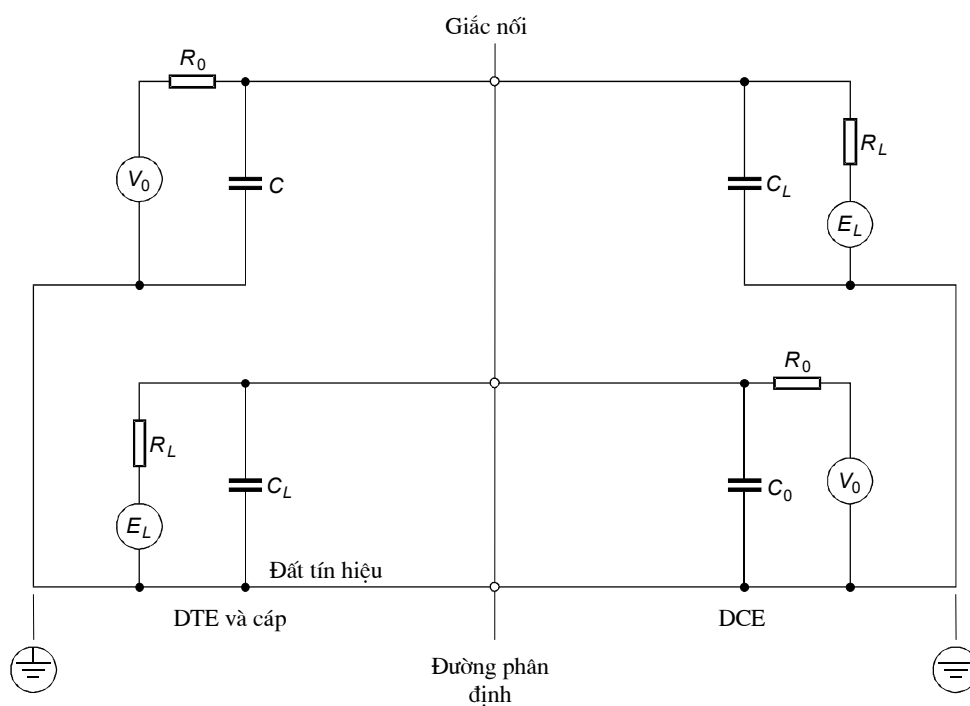 Giắc nối
R0
V0
C
CL
RL
EL
R0
RL
CL
EL
C0
V0
Đất tín hiệu
DTE và cáp
DCE
Đường phân
định